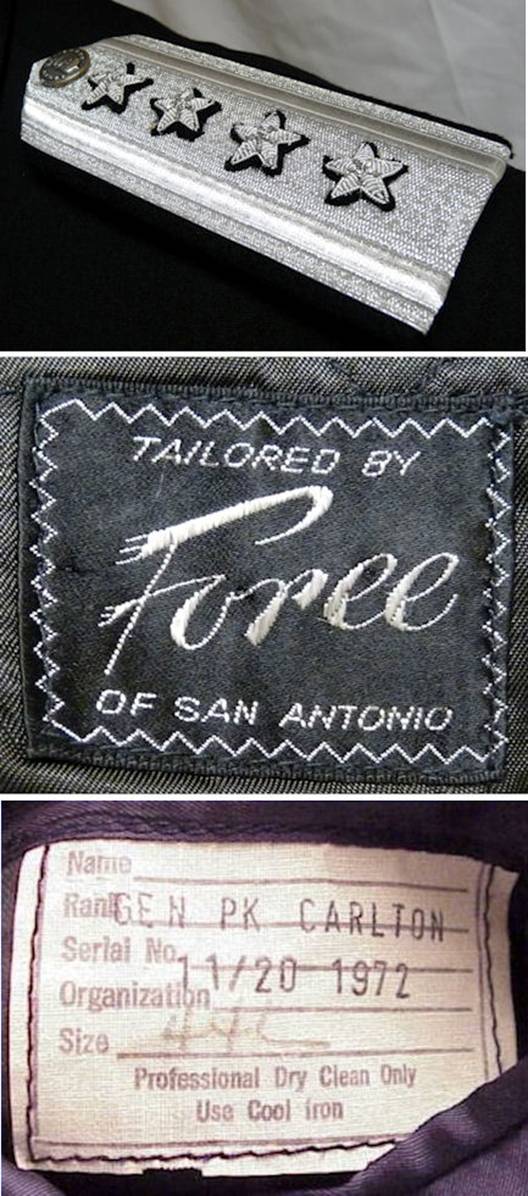 TAILORED BY
Foree
OF SAN ANTONIO
Name
Rank GEN PK CARLTON
Serial No.
11/20 1972
Organization
Size
Professional Dry Clean Only
Use Cool Iron